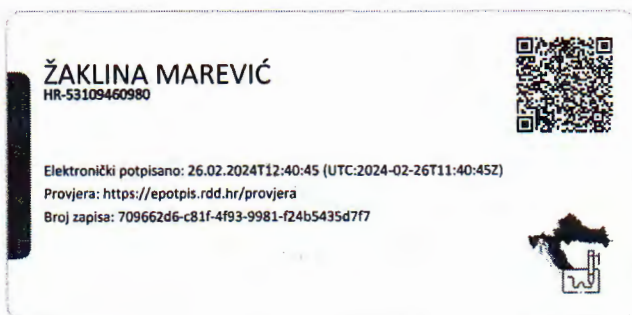 ŽAKLINA MAREVIĆ
HR-53109460980
Elektronički potpisano: 26.02.2024T12:40:45 (UTC:2024-02-26T11:40:45Z)
Provjera: https://epotpis.rdd.hr/provjera
Broj zapisa: 709662d6-c81f-4f93-9981-f24b5435d7f7